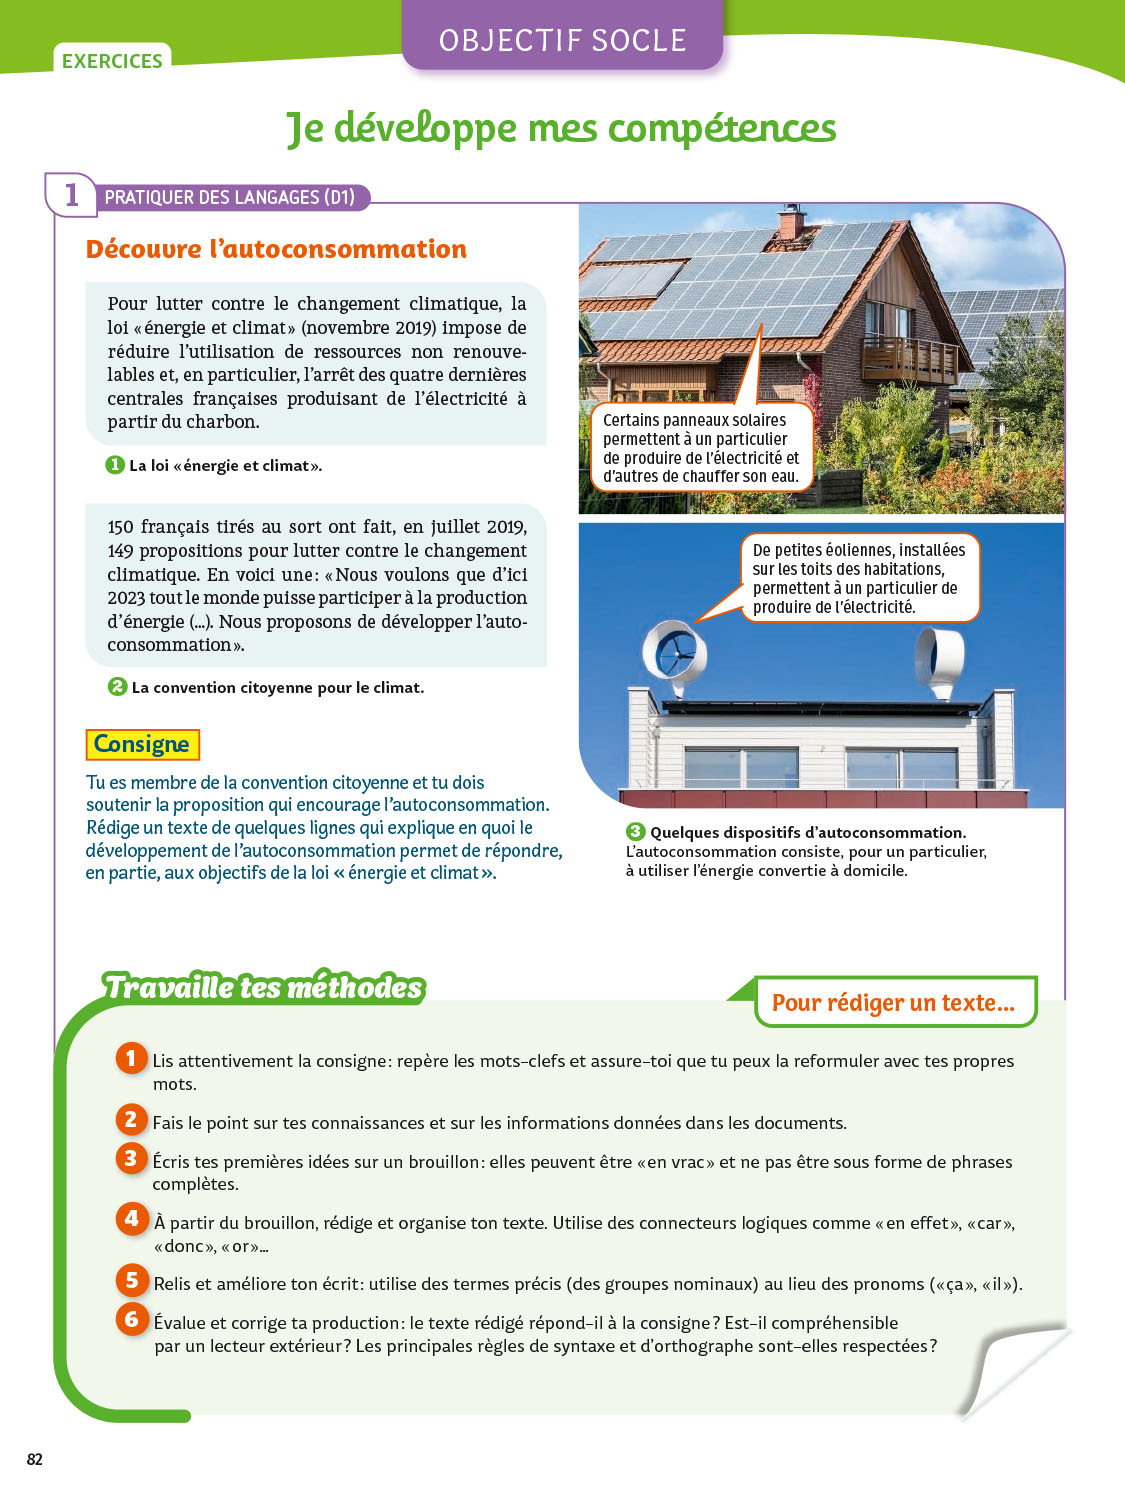 EXERCICES
OBJECTIF SOCLE
Je développe mes compétences
1
PRATIQUER DES LANGAGES (D1)
Découvre l’autoconsommation
Pour lutter contre le changement climatique, la
loi « énergie et climat » (novembre 2019) impose de
réduire l’utilisation de ressources non renouve-
lables et, en particulier, l’arrêt des quatre dernières
centrales françaises produisant de l’électricité à
partir du charbon.
1 La loi « énergie et climat ».
150 français tirés au sort ont fait, en juillet 2019,
149 propositions pour lutter contre le changement
climatique. En voici une : « Nous voulons que d’ici
2023 tout le monde puisse participer à la production
d’énergie (…). Nous proposons de développer l’auto-
consommation ».
2 La convention citoyenne pour le climat.
Consigne
Tu es membre de la convention citoyenne et tu dois
soutenir la proposition qui encourage l’autoconsommation.
Rédige un texte de quelques lignes qui explique en quoi le
développement de l’autoconsommation permet de répondre,
en partie, aux objectifs de la loi « énergie et climat ».
Certains panneaux solaires
permettent à un particulier
de produire de l’électricité et
d’autres de chauffer son eau.
De petites éoliennes, installées
sur les toits des habitations,
permettent à un particulier de
produire de l’électricité.
3 Quelques dispositifs d’autoconsommation.
L’autoconsommation consiste, pour un particulier,
à utiliser l’énergie convertie à domicile.
Travaille tes méthodes
Pour rédiger un texte…
1 Lis attentivement la consigne : repère les mots-clefs et assure-toi que tu peux la reformuler avec tes propres
mots.
2 Fais le point sur tes connaissances et sur les informations données dans les documents.
3 Écris tes premières idées sur un brouillon : elles peuvent être « en vrac » et ne pas être sous forme de phrases
complètes.
4 À partir du brouillon, rédige et organise ton texte. Utilise des connecteurs logiques comme « en effet », « car »,
« donc », « or »…
5 Relis et améliore ton écrit : utilise des termes précis (des groupes nominaux) au lieu des pronoms (« ça », « il »).
6 Évalue et corrige ta production : le texte rédigé répond-il à la consigne ? Est-il compréhensible
par un lecteur extérieur ? Les principales règles de syntaxe et d’orthographe sont-elles respectées ?
82